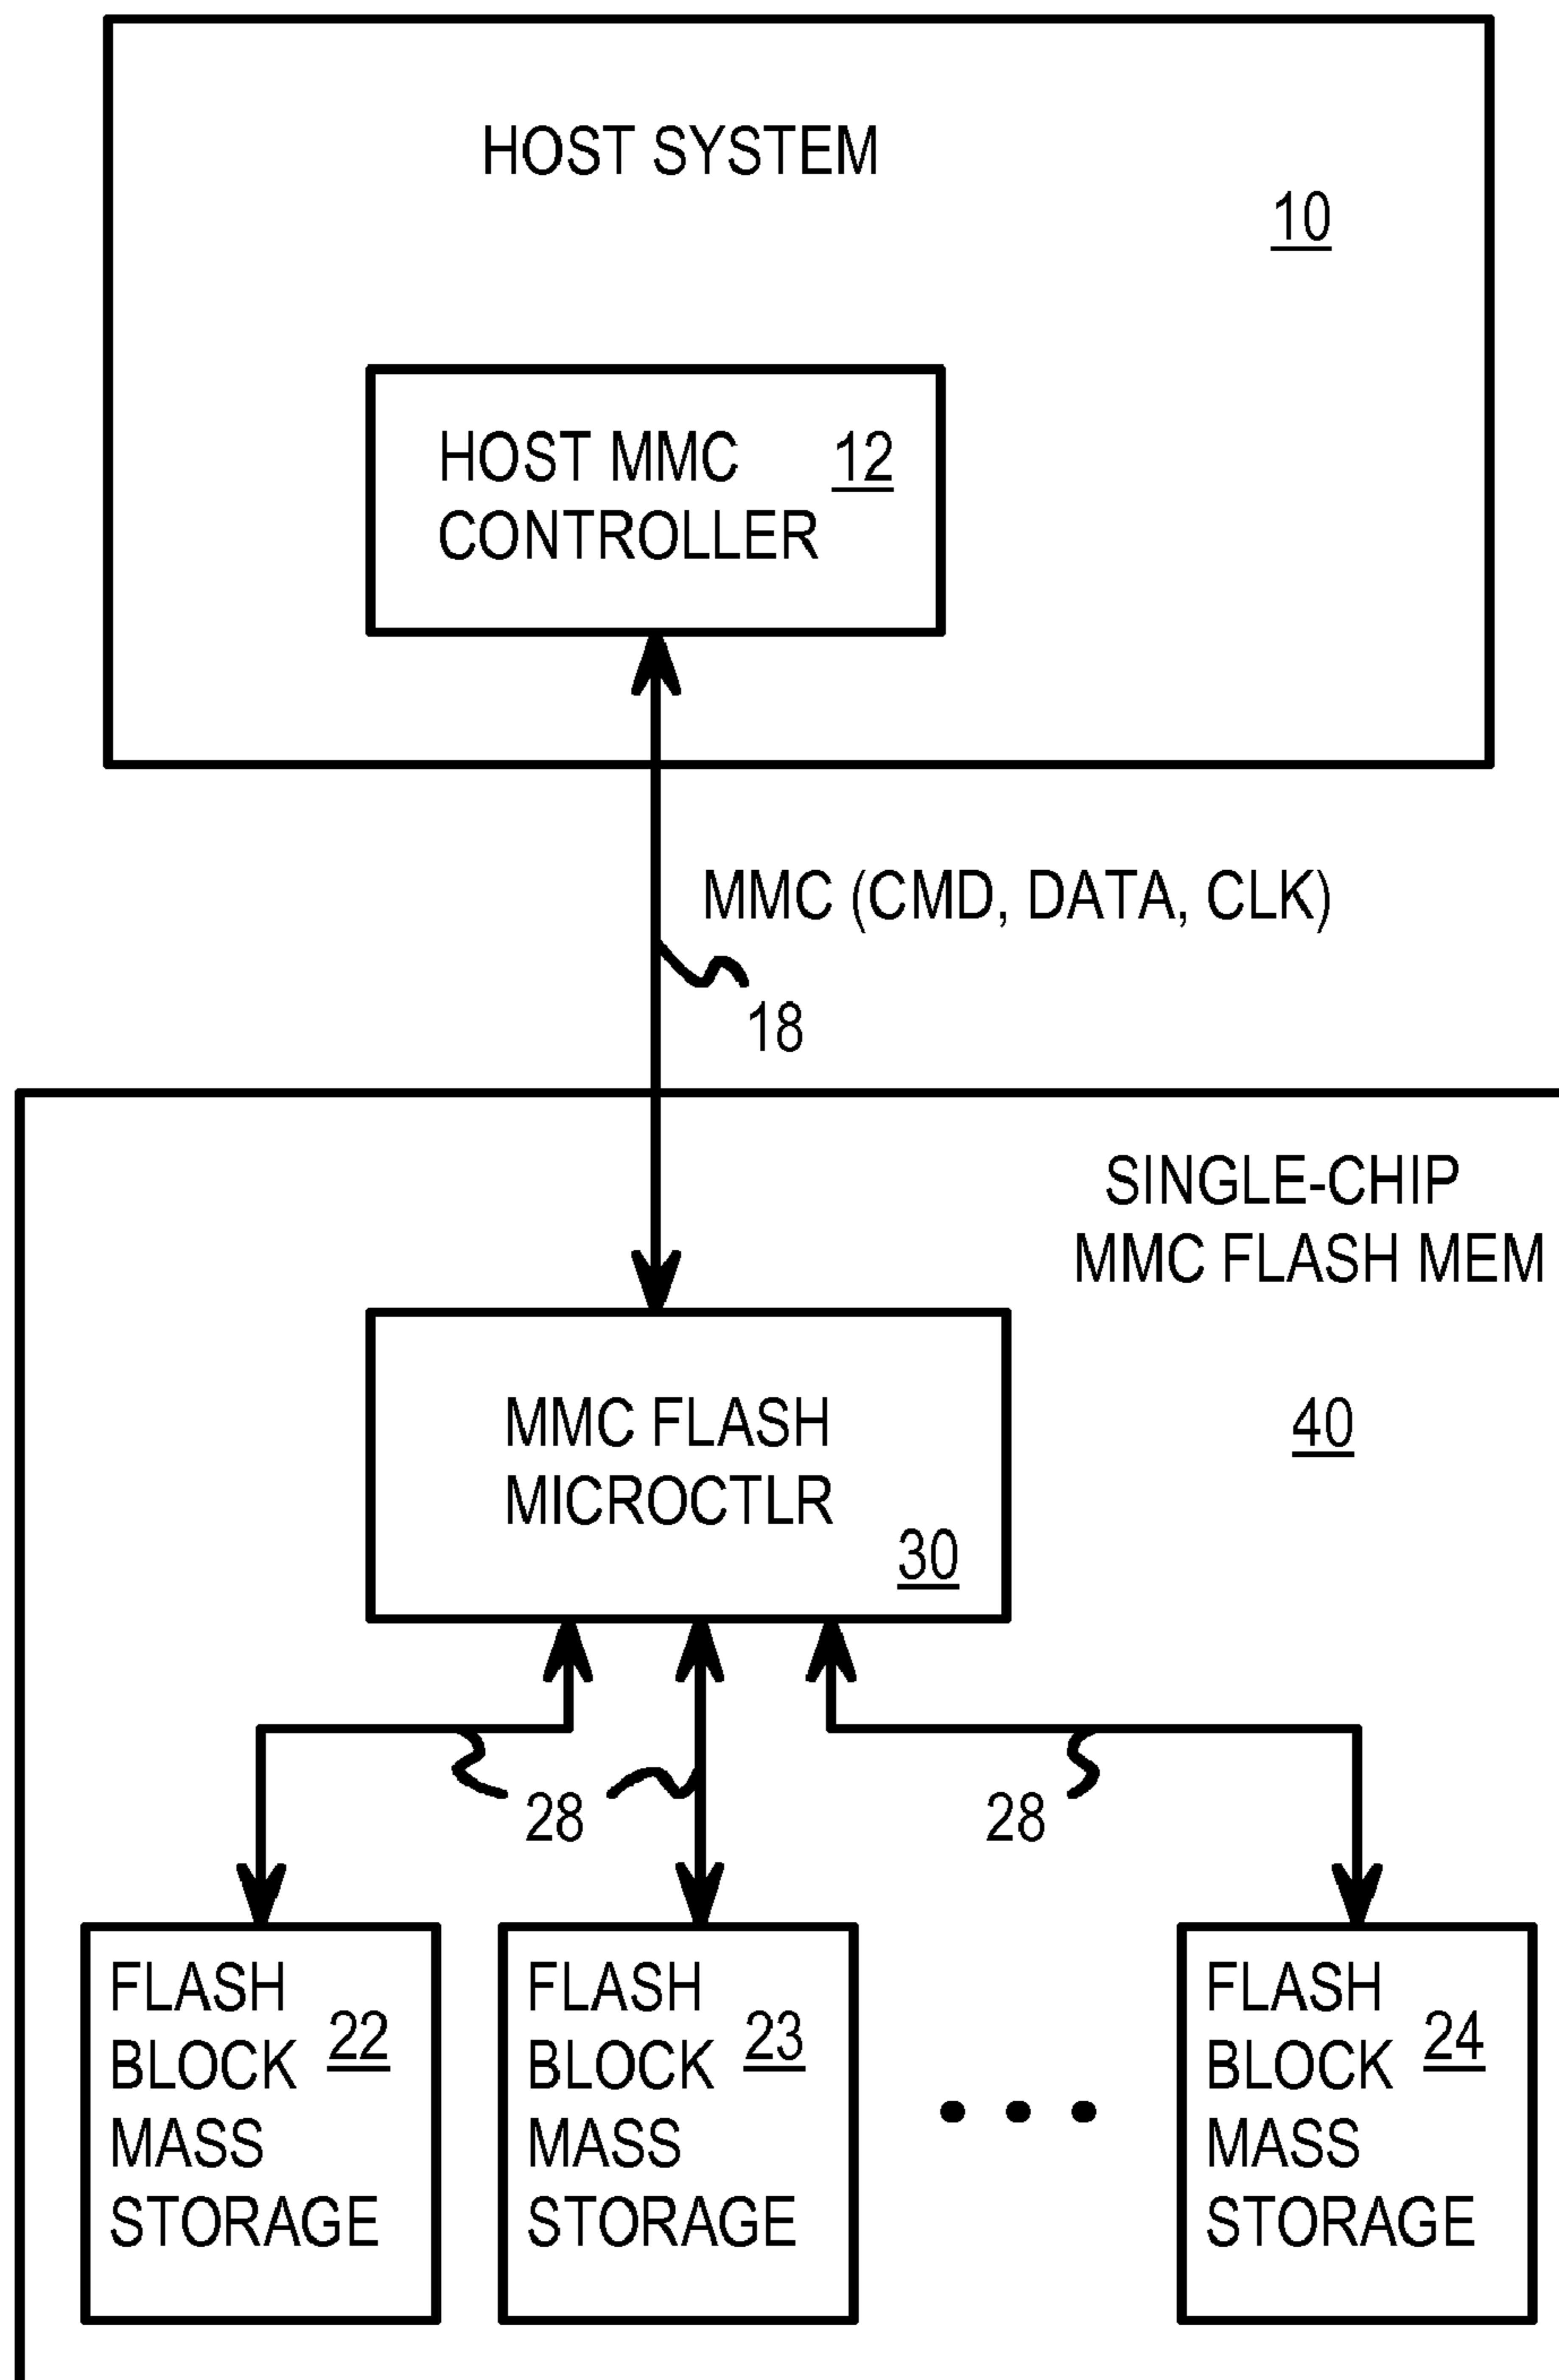 HOST SYSTEM
10
HOST MMC
CONTROLLER
12
MMC (CMD, DATA, CLK)
18
SINGLE-CHIP
MMC FLASH MEM
40
MMC FLASH
MICROCTLR
30
28
28
FLASH
BLOCK
MASS
STORAGE
22
FLASH
BLOCK
MASS
STORAGE
23
FLASH
BLOCK
MASS
STORAGE
24